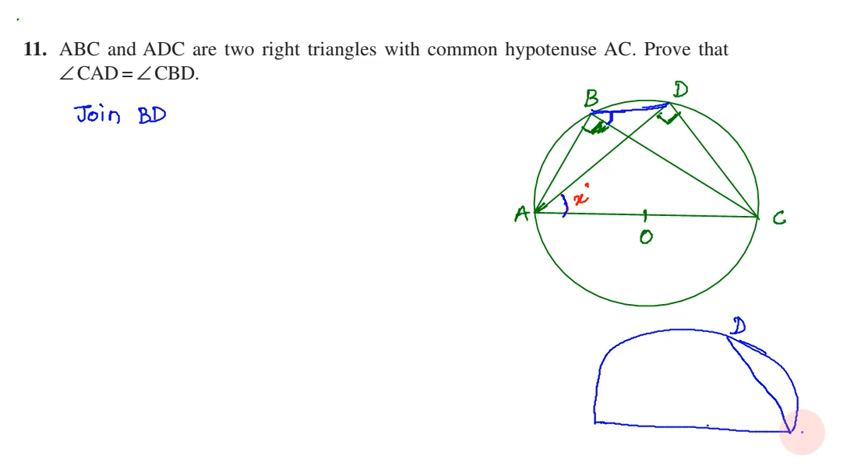 11. ABC and ADC are two right triangles with common hypotenuse AC. Prove that
∠CAD = ∠CBD.
Join BD
B
D
A
x°
C
O
D